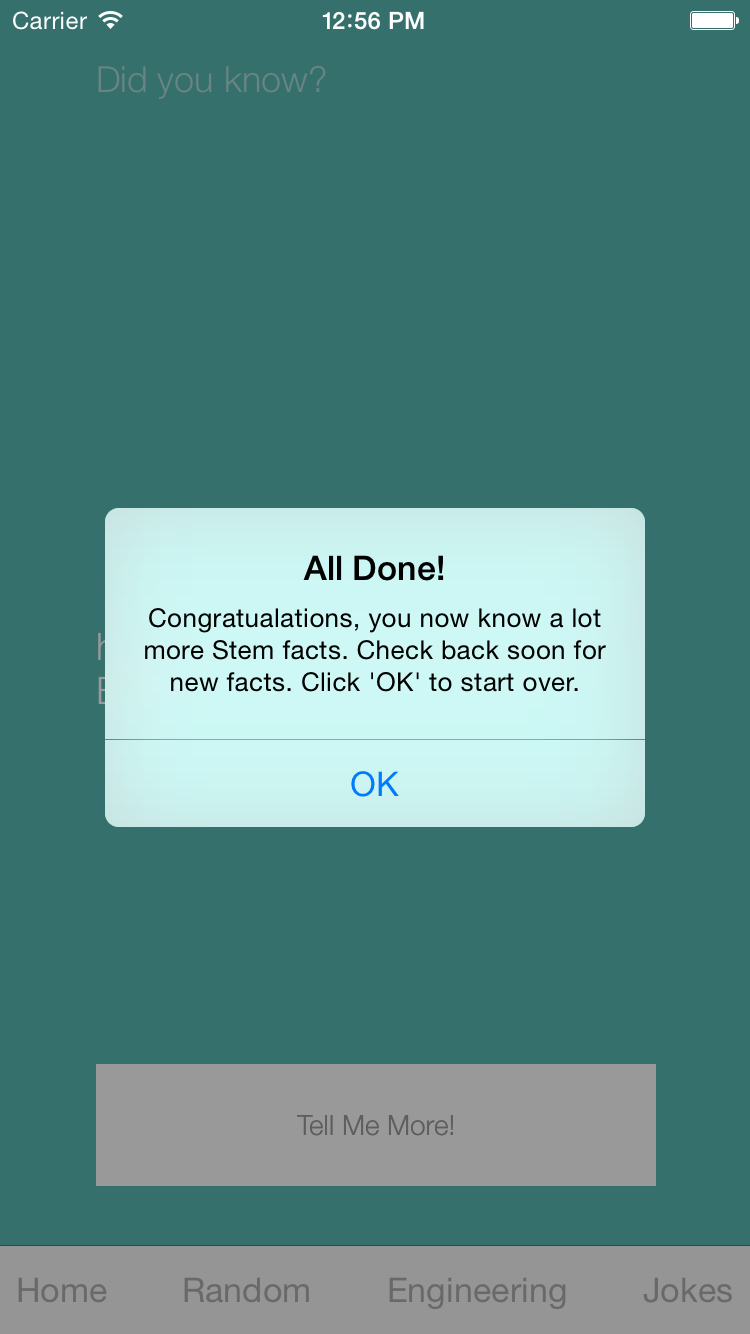 Carrier 12:56 PM
Did you know?
All Done!
Congratualations, you now know a lot
more Stem facts. Check back soon for
new facts. Click 'OK' to start over.
OK
Tell Me More!
Home Random Engineering Jokes